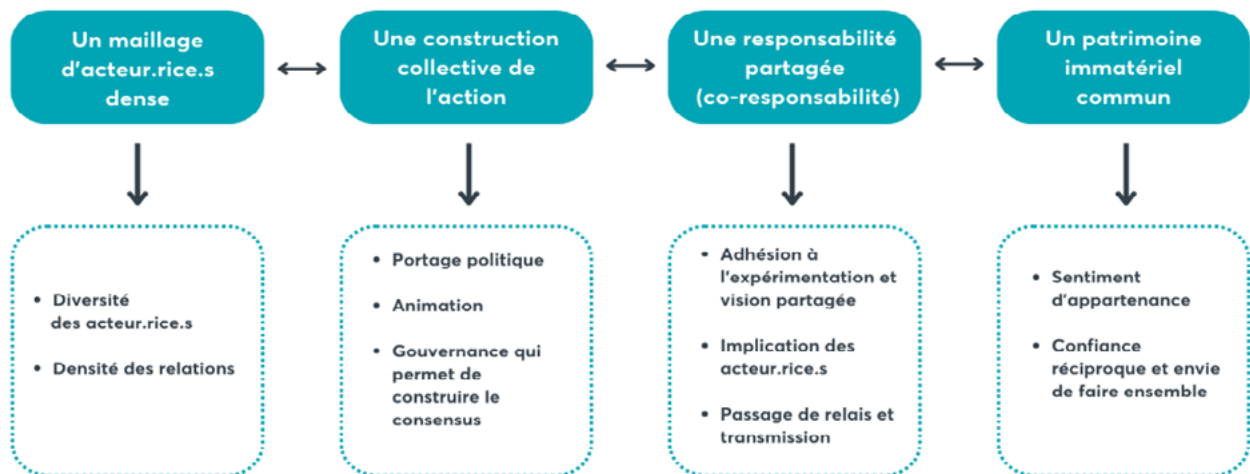 Un maillage
d'acteur.rice.s
dense
Une construction
collective de
l'action
Une responsabilité
partagée
(co-responsabilité)
Un patrimoine
immatériel
commun
• Diversité
des acteur.rice.s
• Densité des relations
• Portage politique
• Animation
• Gouvernance qui
permet de
construire le
consensus
• Adhésion à
l'expérimentation et
vision partagée
• Implication des
acteur.rice.s
• Passage de relais et
transmission
• Sentiment
d'appartenance
• Confiance
réciproque et envie
de faire ensemble